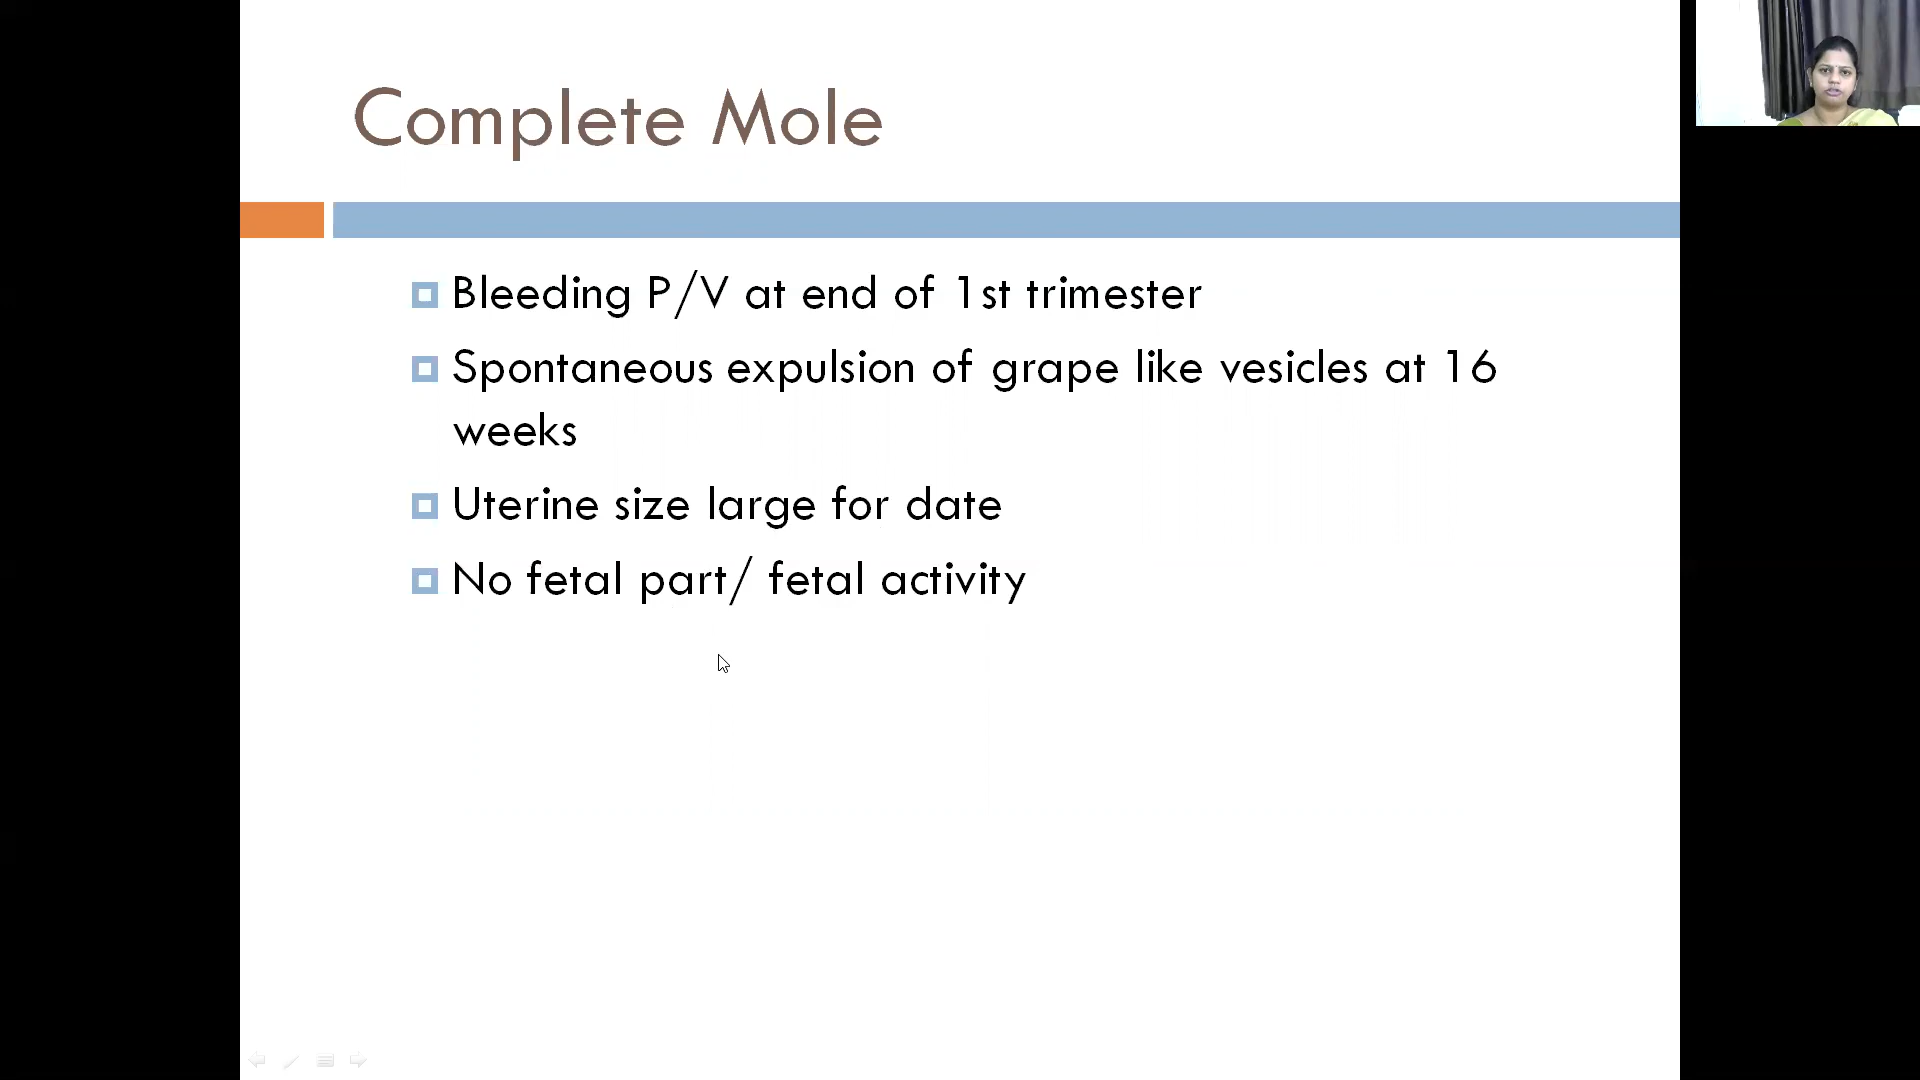 Complete Mole
Bleeding P/V at end of 1st trimester
Spontaneous expulsion of grape like vesicles at 16
weeks
Uterine size large for date
No fetal part/ fetal activity